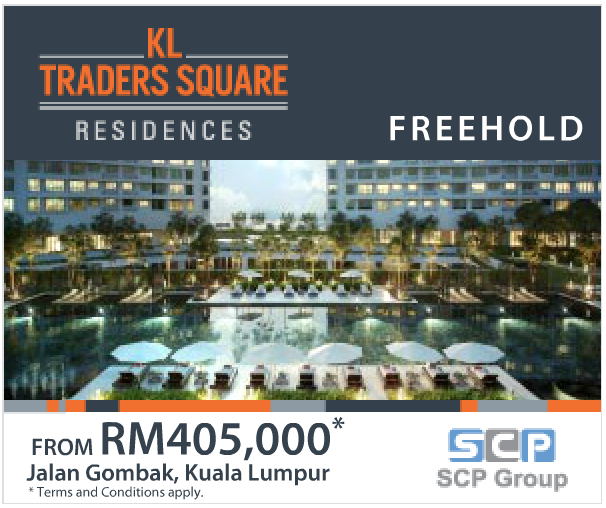 KL
TRADERS SQUARE
RESIDENCES
FREEHOLD
FROM RM405,000*
Jalan Gombak, Kuala Lumpur
* Terms and Conditions apply.
SCP
SCP Group